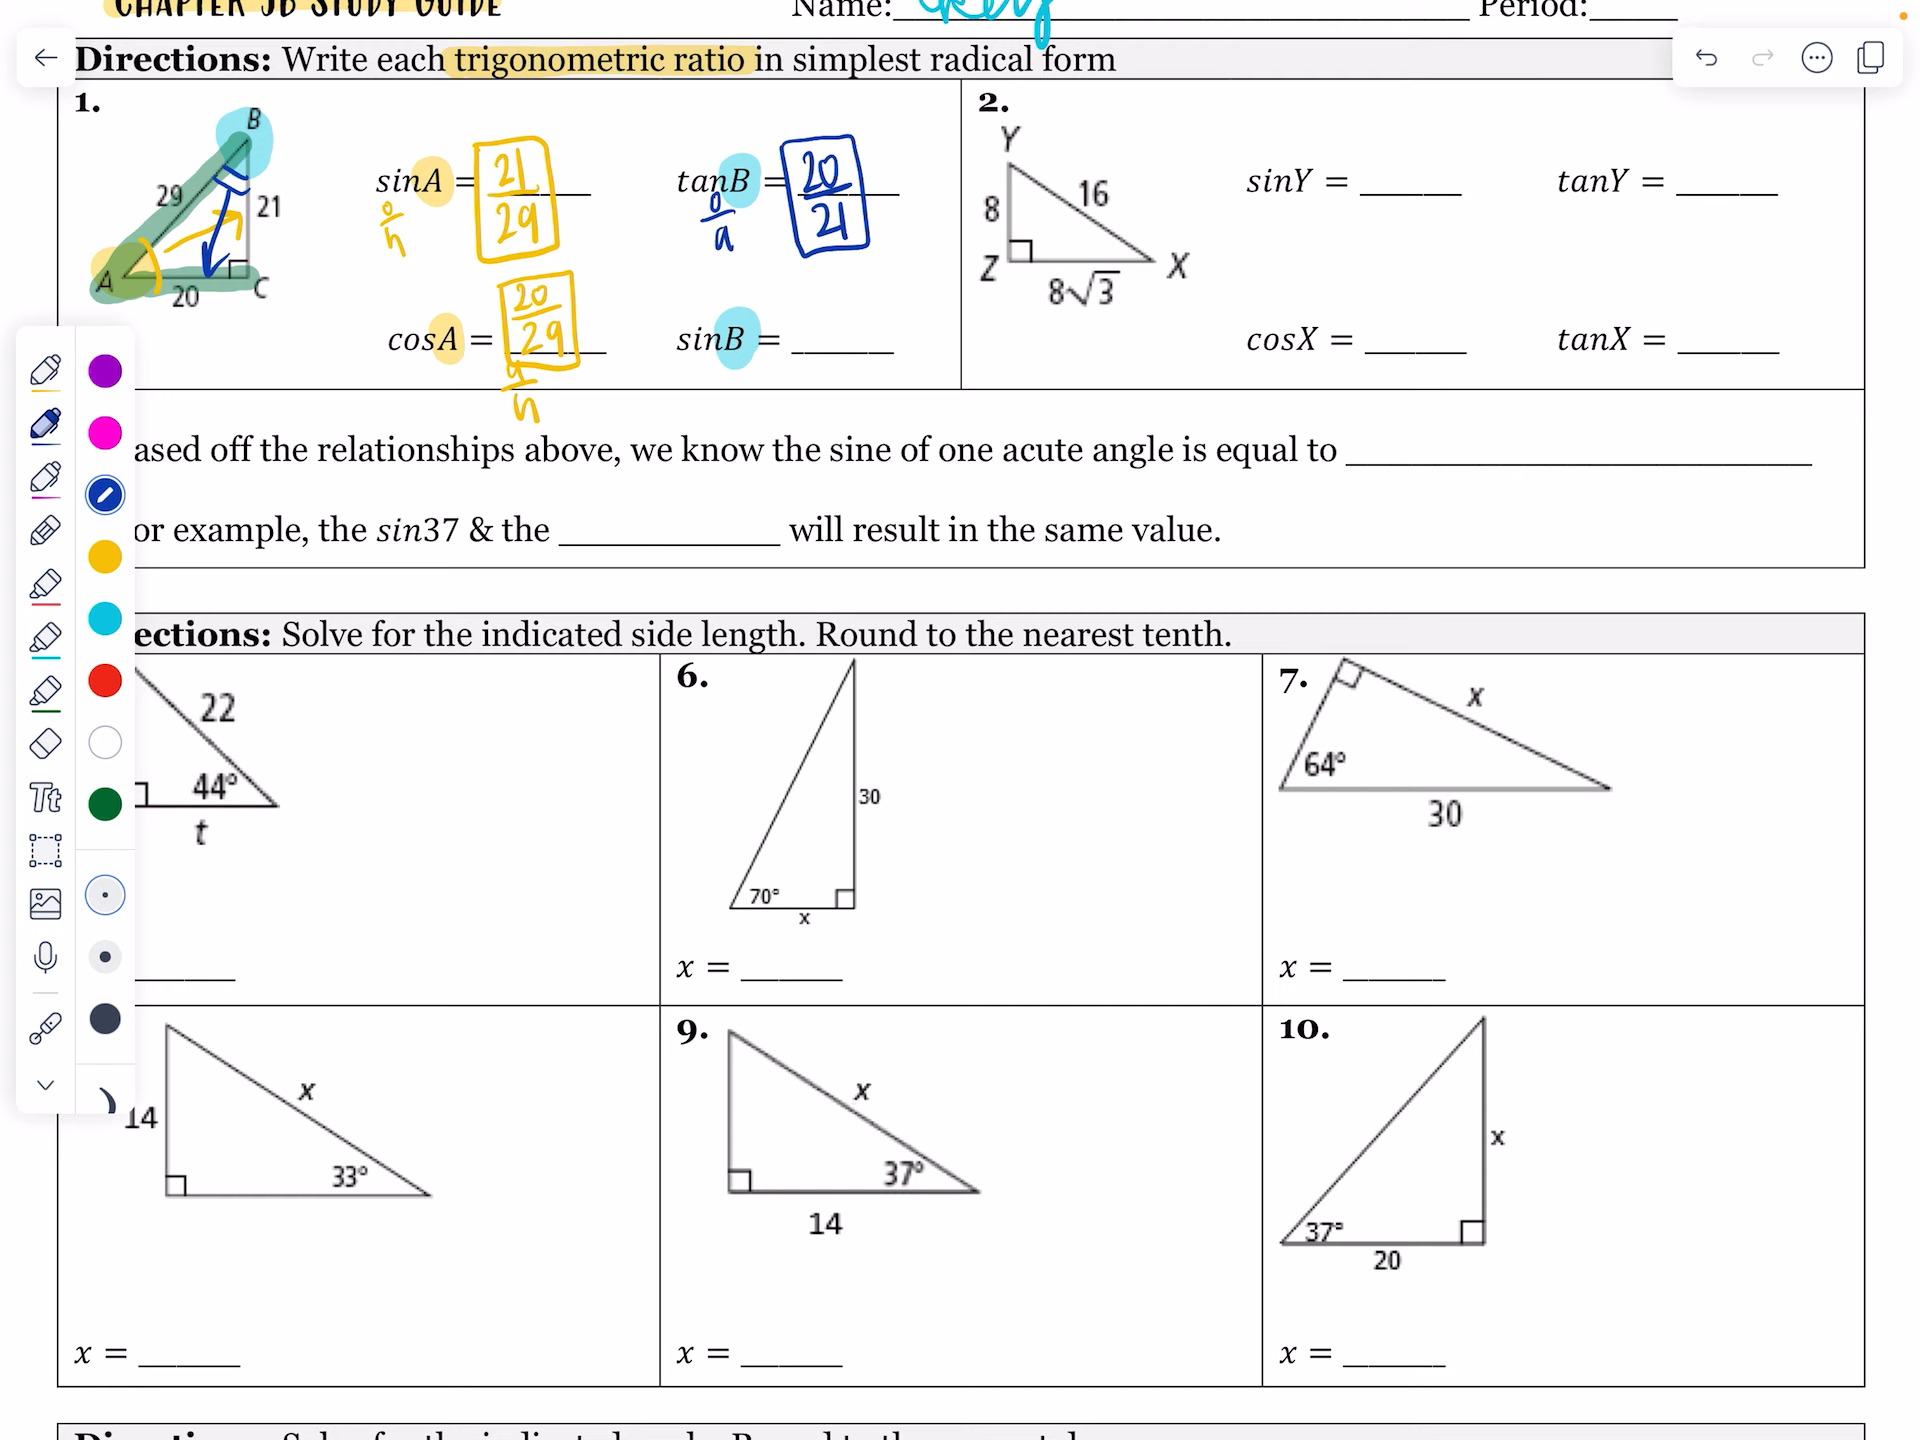 CHAPTER 5B STUDY GUIDE Name: key Period:
Directions: Write each trigonometric ratio in simplest radical form
1.
B
29
21
A
20
C
sinA = 21/29
o/h
tanB = 20/21
o/a
cosA = 20/29
a/h
sinB =
2.
Y
8
16
Z
8√3
X
sinY =
tanY =
cosX =
tanX =
ased off the relationships above, we know the sine of one acute angle is equal to
or example, the sin37 & the __________ will result in the same value.
ections: Solve for the indicated side length. Round to the nearest tenth.
22
44°
t
6.
30
70°
x
x =
7.
x
64°
30
x =
14
x
33°
x =
9.
x
37°
14
x =
10.
x
37°
20
x =
Tt